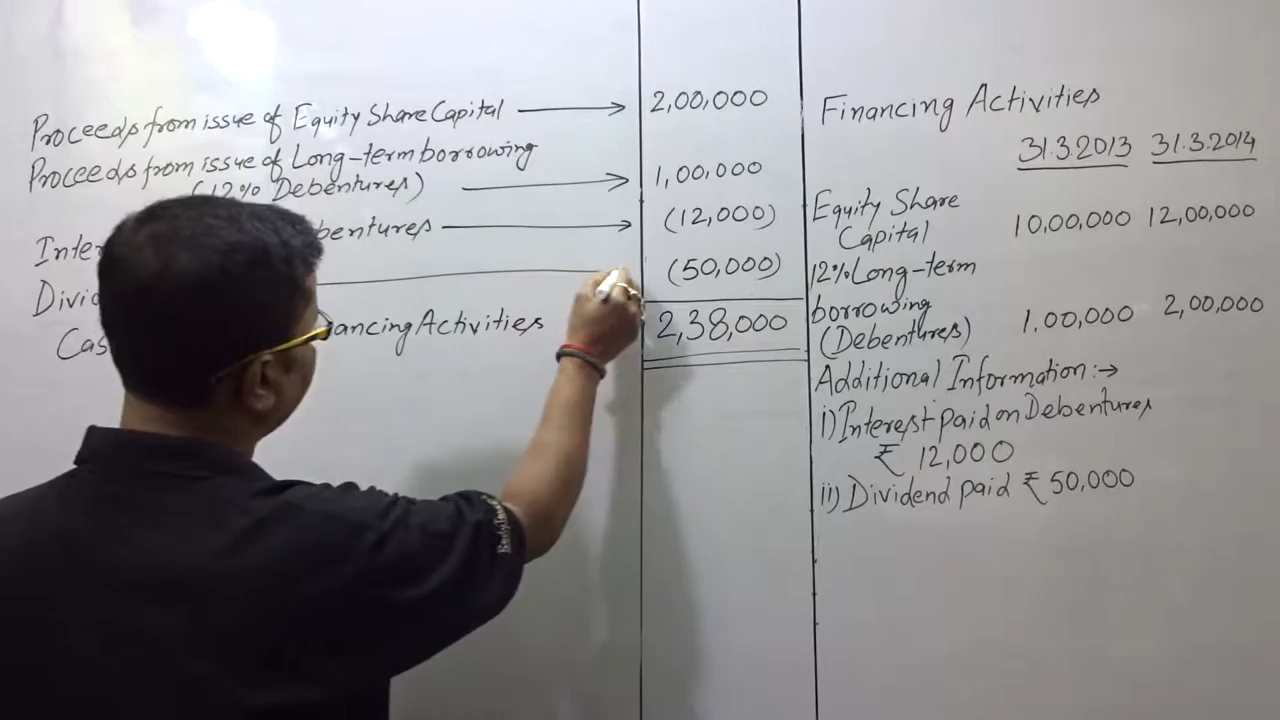 Proceeds from issue of Equity Share Capital 2,00,000
Proceeds from issue of Long-term borrowing
(12% Debentures) 1,00,000
Inter bentures (12,000)
Divid (50,000)
Cas ancing Activities 2,38,000
Financing Activities
31.3.2013 31.3.2014
Equity Share
Capital 10,00,000 12,00,000
12% Long-term
borrowing
(Debentures) 1,00,000 2,00,000
Additional Information:→
i) Interest paid on Debentures
₹ 12,000
ii) Dividend paid ₹ 50,000